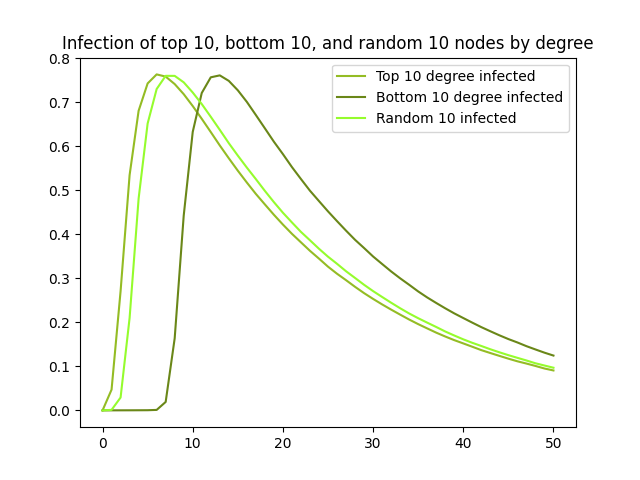 Infection of top 10, bottom 10, and random 10 nodes by degree
Top 10 degree infected
Bottom 10 degree infected
Random 10 infected
0.8
0.7
0.6
0.5
0.4
0.3
0.2
0.1
0.0
0 10 20 30 40 50